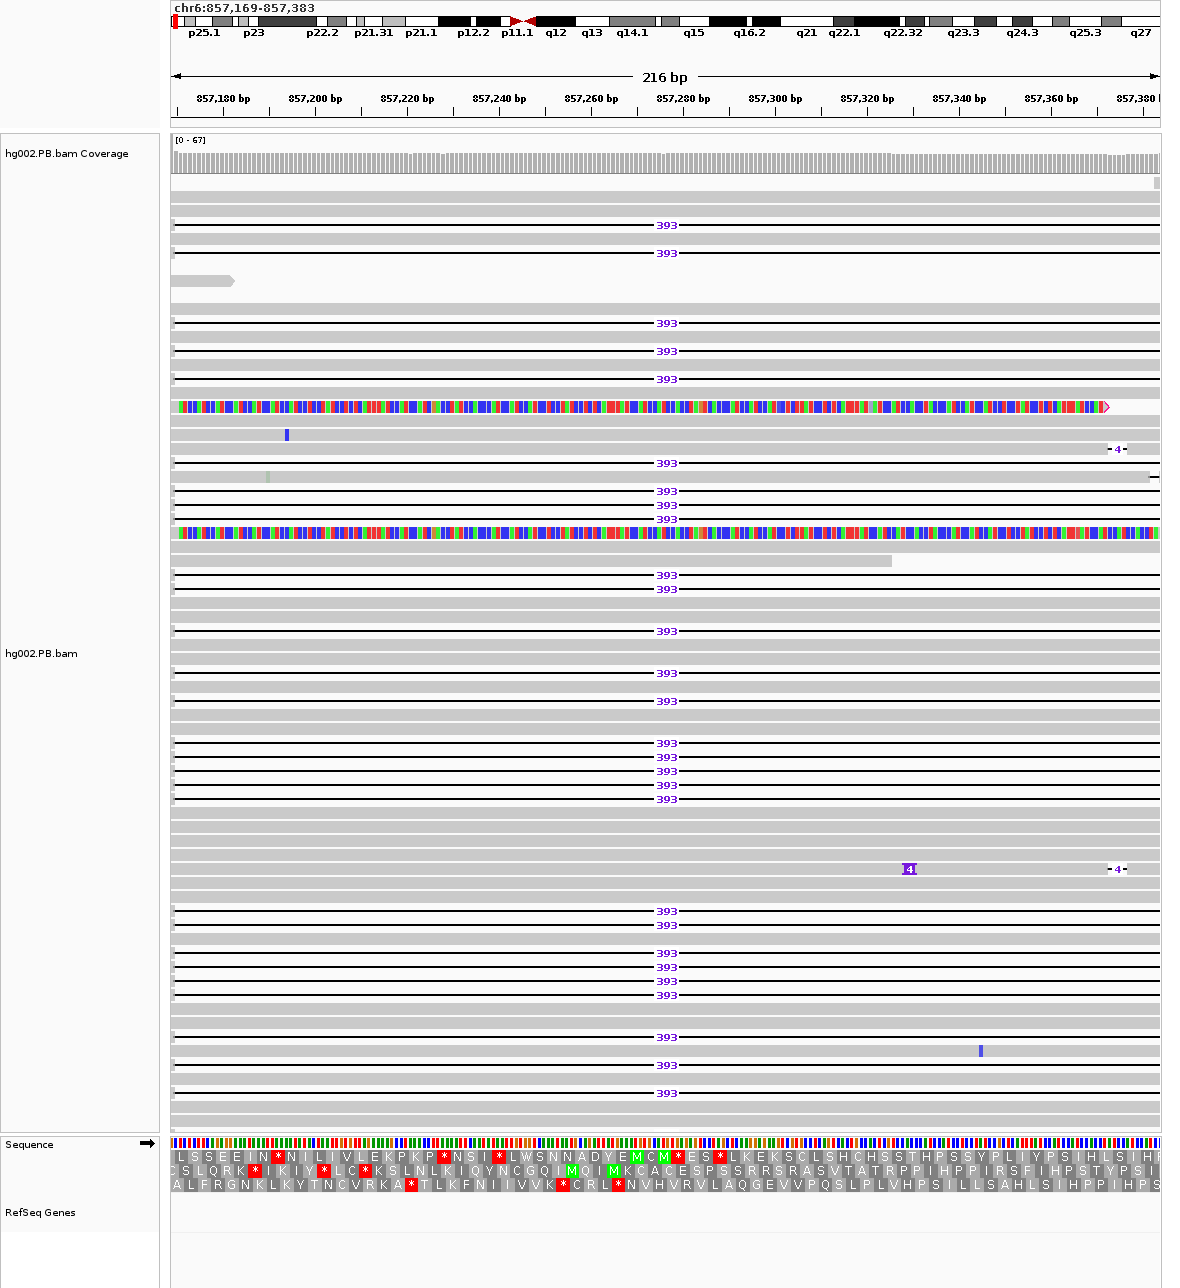 chr6:857,169-857,383
p25.1 p23 p22.2 p21.31 p21.1 p12.2 p11.1 q12 q13 q14.1 q15 q16.2 q21 q22.1 q22.32 q23.3 q24.3 q25.3 q27
216 bp
857,180 bp 857,200 bp 857,220 bp 857,240 bp 857,260 bp 857,280 bp 857,300 bp 857,320 bp 857,340 bp 857,360 bp 857,380
[0 - 67]
hg002.PB.bam Coverage
393
393
393
393
393
4
393
393
393
393
393
393
393
hg002.PB.bam
393
393
393
393
393
393
393
4 4
393
393
393
393
393
393
393
393
393
Sequence
L S S E E I N * N I L I V L E K P K P * N S I * L W S N N A D Y E M C M * E S * L K E K S C L S H C H S S T H P S S Y P L I Y P S I H L S I H
C S L Q R K * I K I Y * L C * K S L N L K I Q Y N C G Q I M Q I M K C A C E S P S S R R S R A S V T A T R P P I H P P I R S F I H P S T Y P S I
A L F R G N K L K Y T N C V R K A * T L K F N I I V V K * C R L * N V H V R V L A Q G E V V P Q S L P L V H P S I L L S A H L S I H P P I H P S
RefSeq Genes